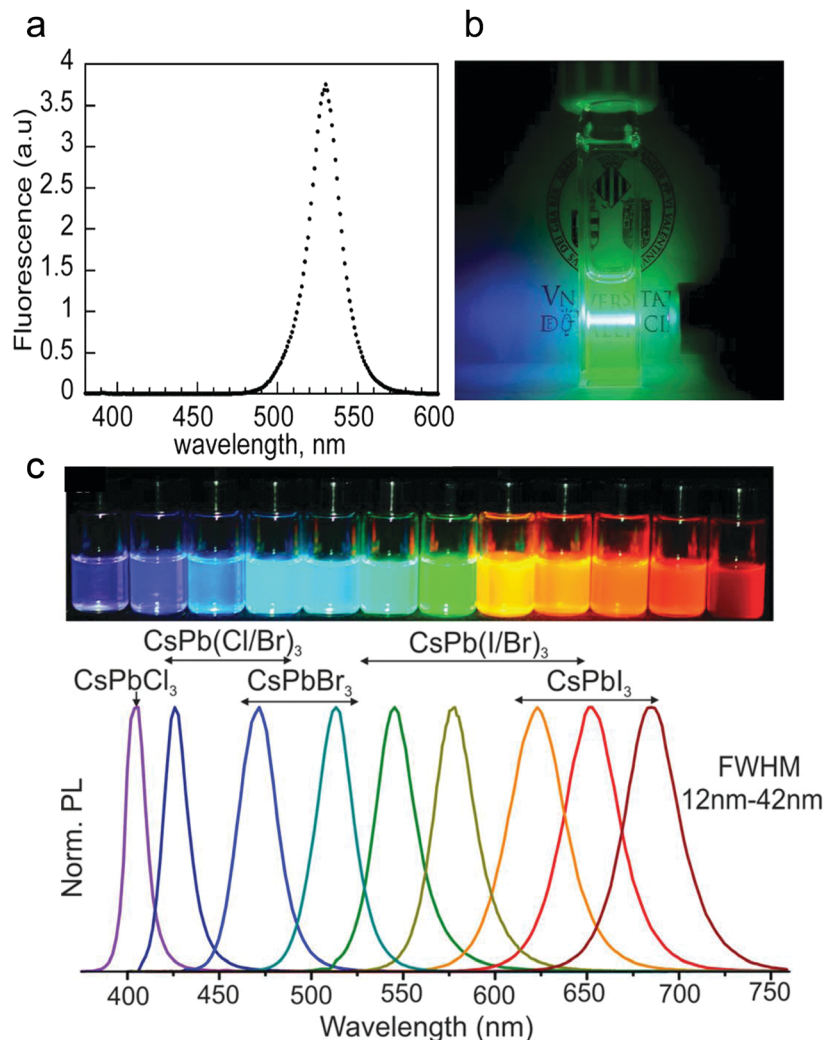 a
4
3.5
3
2.5
2
1.5
1
0.5
0
Fluorescence (a.u)
400 450 500 550 600
wavelength, nm
b
VNIVERSITAT
c
CsPb(Cl/Br)3
CsPb(I/Br)3
CsPbCl3
CsPbBr3
CsPbI3
FWHM
12nm-42nm
Norm. PL
400 450 500 550 600 650 700 750
Wavelength (nm)